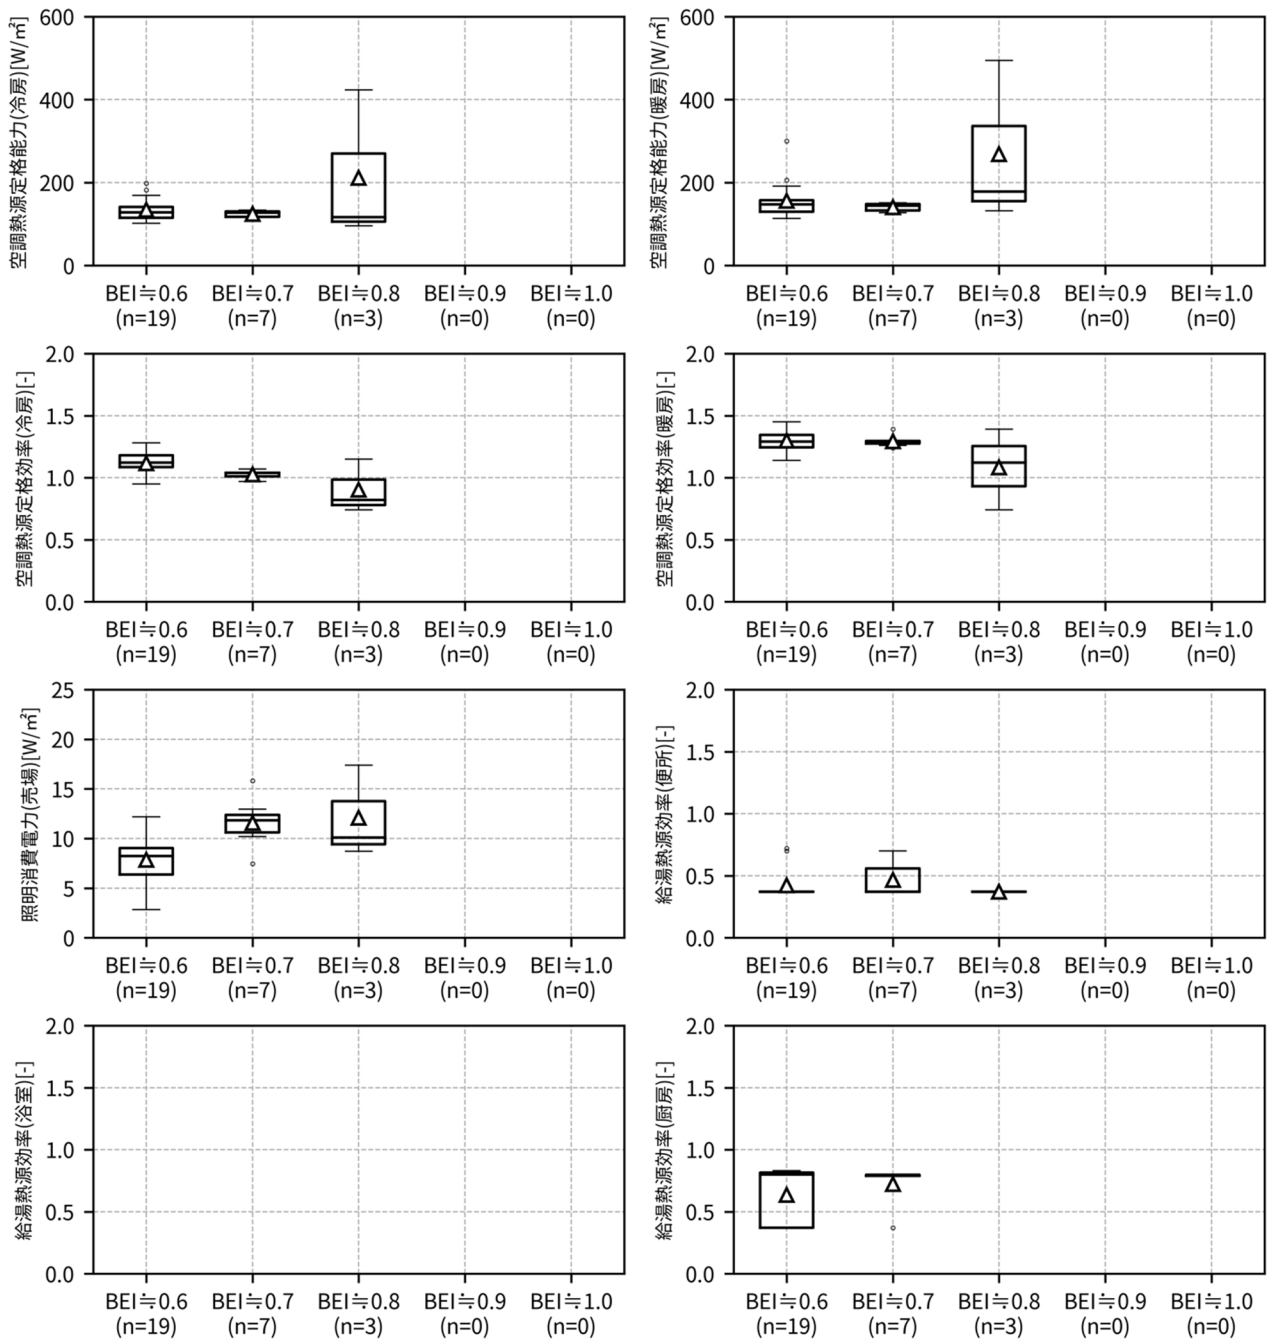 空調熱源定格能力(冷房)[W/㎡]
600
400
200
0
BEI≒0.6 BEI≒0.7 BEI≒0.8 BEI≒0.9 BEI≒1.0
(n=19) (n=7) (n=3) (n=0) (n=0)
空調熱源定格能力(暖房)[W/㎡]
600
400
200
0
BEI≒0.6 BEI≒0.7 BEI≒0.8 BEI≒0.9 BEI≒1.0
(n=19) (n=7) (n=3) (n=0) (n=0)
空調熱源定格効率(冷房)[-]
2.0
1.5
1.0
0.5
0.0
BEI≒0.6 BEI≒0.7 BEI≒0.8 BEI≒0.9 BEI≒1.0
(n=19) (n=7) (n=3) (n=0) (n=0)
空調熱源定格効率(暖房)[-]
2.0
1.5
1.0
0.5
0.0
BEI≒0.6 BEI≒0.7 BEI≒0.8 BEI≒0.9 BEI≒1.0
(n=19) (n=7) (n=3) (n=0) (n=0)
照明消費電力(売場)[W/㎡]
25
20
15
10
5
0
BEI≒0.6 BEI≒0.7 BEI≒0.8 BEI≒0.9 BEI≒1.0
(n=19) (n=7) (n=3) (n=0) (n=0)
給湯熱源効率(便所)[-]
2.0
1.5
1.0
0.5
0.0
BEI≒0.6 BEI≒0.7 BEI≒0.8 BEI≒0.9 BEI≒1.0
(n=19) (n=7) (n=3) (n=0) (n=0)
給湯熱源効率(浴室)[-]
2.0
1.5
1.0
0.5
0.0
BEI≒0.6 BEI≒0.7 BEI≒0.8 BEI≒0.9 BEI≒1.0
(n=19) (n=7) (n=3) (n=0) (n=0)
給湯熱源効率(厨房)[-]
2.0
1.5
1.0
0.5
0.0
BEI≒0.6 BEI≒0.7 BEI≒0.8 BEI≒0.9 BEI≒1.0
(n=19) (n=7) (n=3) (n=0) (n=0)